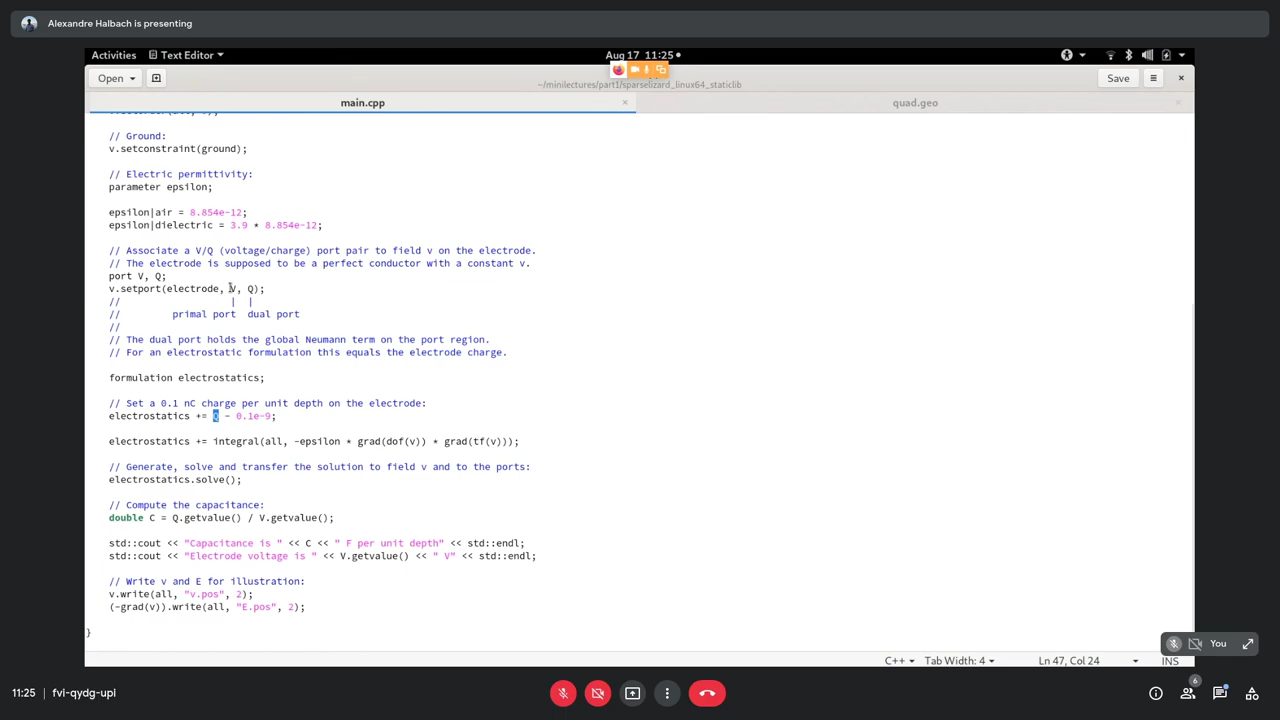 Alexandre Halbach is presenting
Activities Text Editor Aug 17 11:25
Open ~/minilectures/part1/sparselizard_linux64_staticlib Save
main.cpp quad.geo
// Ground:
v.setconstraint(ground);
// Electric permittivity:
parameter epsilon;
epsilon|air = 8.854e-12;
epsilon|dielectric = 3.9 * 8.854e-12;
// Associate a V/Q (voltage/charge) port pair to field v on the electrode.
// The electrode is supposed to be a perfect conductor with a constant v.
port V, Q;
v.setport(electrode, V, Q);
// | |
// primal port dual port
//
// The dual port holds the global Neumann term on the port region.
// For an electrostatic formulation this equals the electrode charge.
formulation electrostatics;
// Set a 0.1 nC charge per unit depth on the electrode:
electrostatics += Q - 0.1e-9;
electrostatics += integral(all, -epsilon * grad(dof(v)) * grad(tf(v)));
// Generate, solve and transfer the solution to field v and to the ports:
electrostatics.solve();
// Compute the capacitance:
double C = Q.getvalue() / V.getvalue();
std::cout << "Capacitance is " << C << " F per unit depth" << std::endl;
std::cout << "Electrode voltage is " << V.getvalue() << " V" << std::endl;
// Write v and E for illustration:
v.write(all, "v.pos", 2);
(-grad(v)).write(all, "E.pos", 2);
}
You
C++ Tab Width: 4 Ln 47, Col 24 INS
11:25 fvi-qydg-upi 6